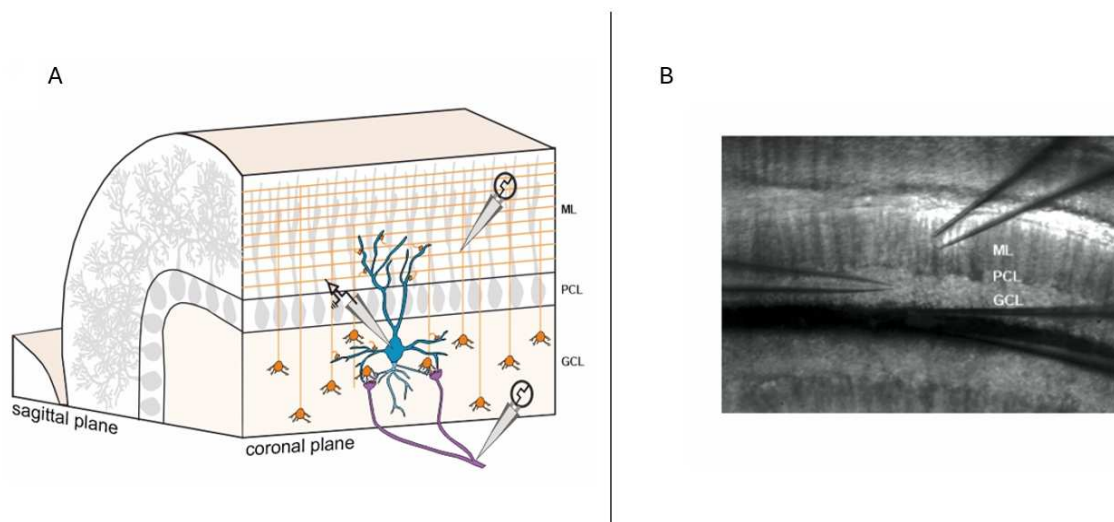 A
ML
PCL
GCL
sagittal plane
coronal plane
B
ML
PCL
GCL